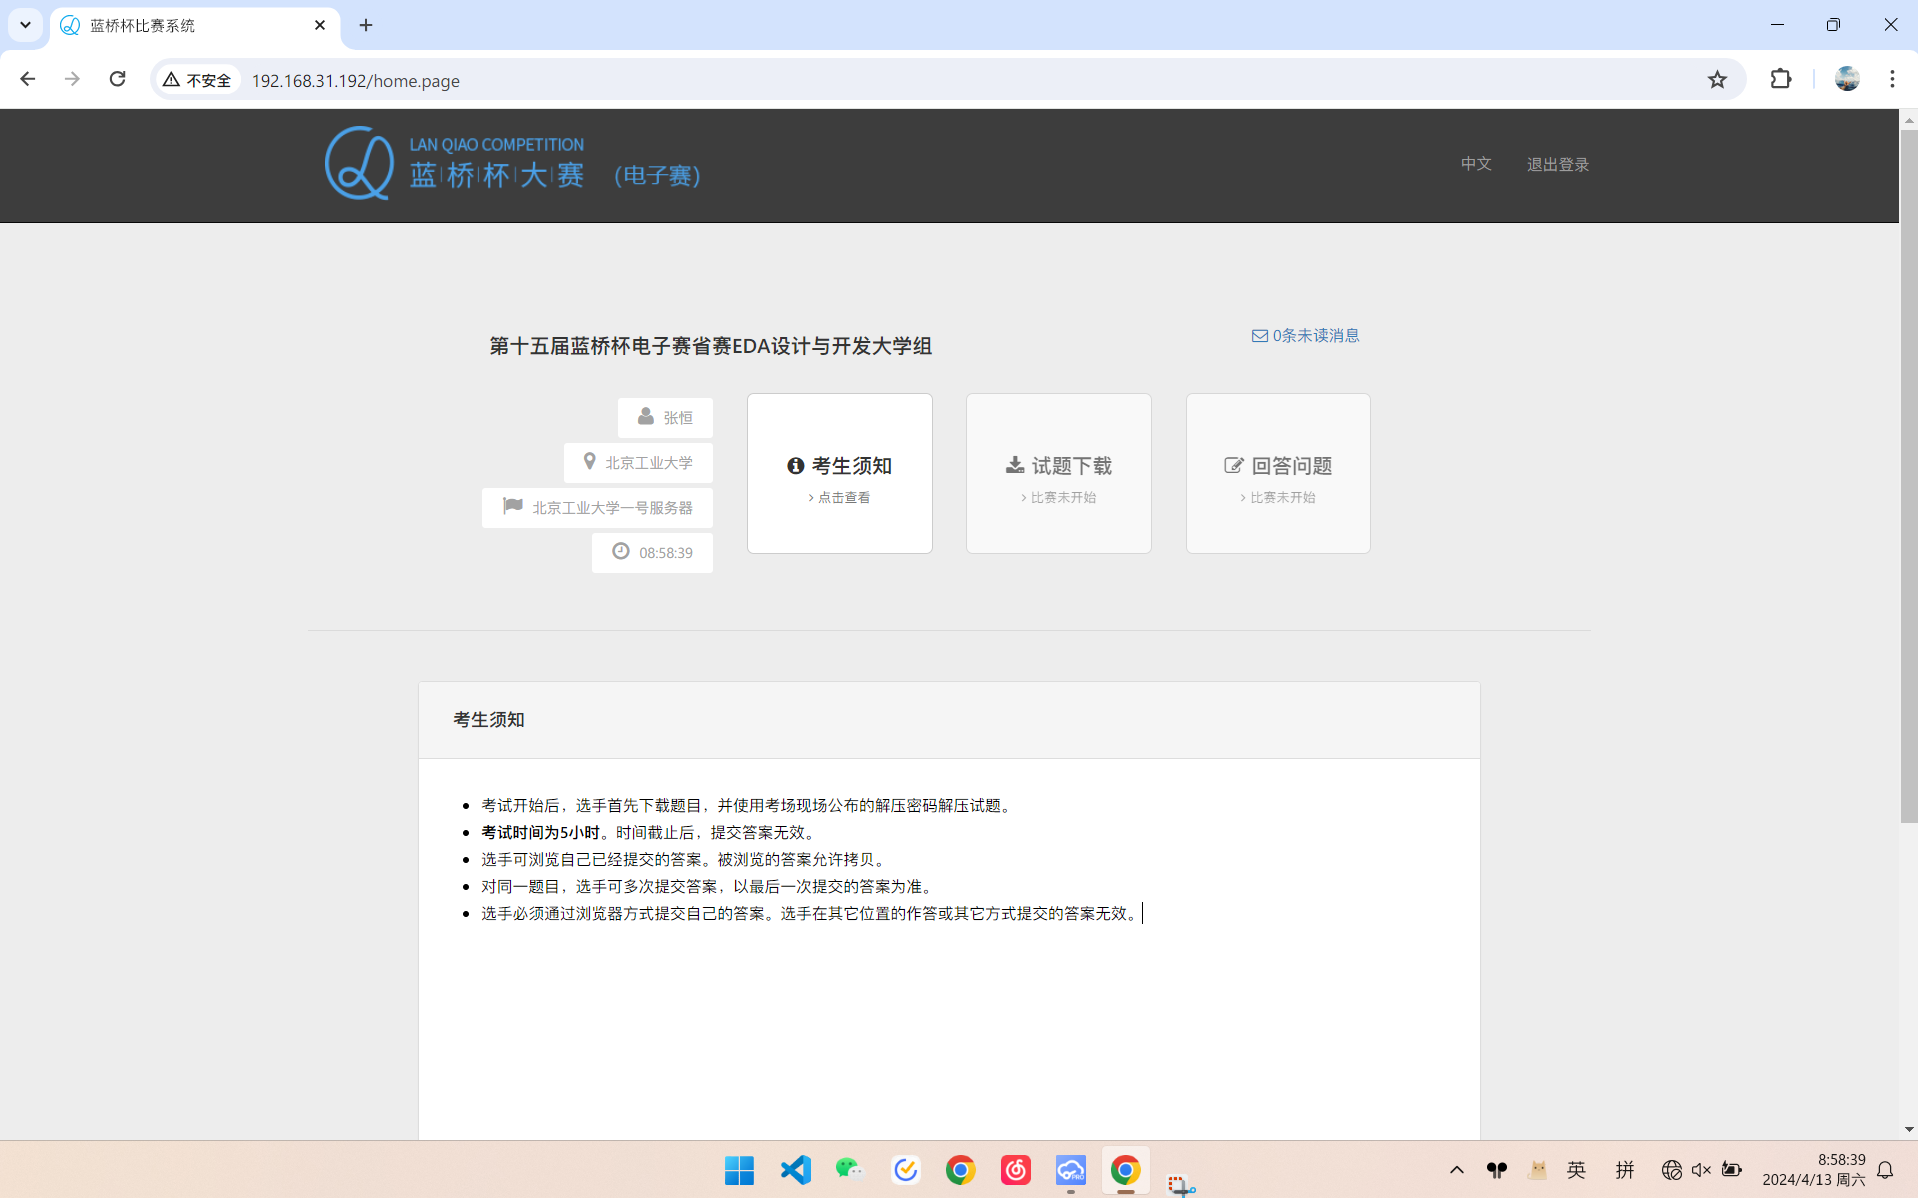 蓝桥杯比赛系统
不安全
192.168.31.192/home.page
LAN QIAO COMPETITION
蓝桥杯大赛 (电子赛)
中文
退出登录
0条未读消息
第十五届蓝桥杯电子赛省赛EDA设计与开发大学组
张恒
北京工业大学
北京工业大学一号服务器
08:58:39
考生须知
点击查看
试题下载
比赛未开始
回答问题
比赛未开始
考生须知
考试开始后，选手首先下载题目，并使用考场现场公布的解压密码解压试题。
考试时间为5小时。时间截止后，提交答案无效。
选手可浏览自己已经提交的答案。被浏览的答案允许拷贝。
对同一题目，选手可多次提交答案，以最后一次提交的答案为准。
选手必须通过浏览器方式提交自己的答案。选手在其它位置的作答或其它方式提交的答案无效。
PRO
英
拼
8:58:39
2024/4/13 周六